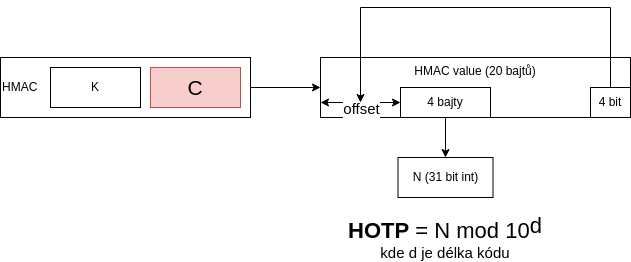 HMAC
K
C
HMAC value (20 bajtů)
offset
4 bajty
4 bit
N (31 bit int)
HOTP = N mod 10^d
kde d je délka kódu